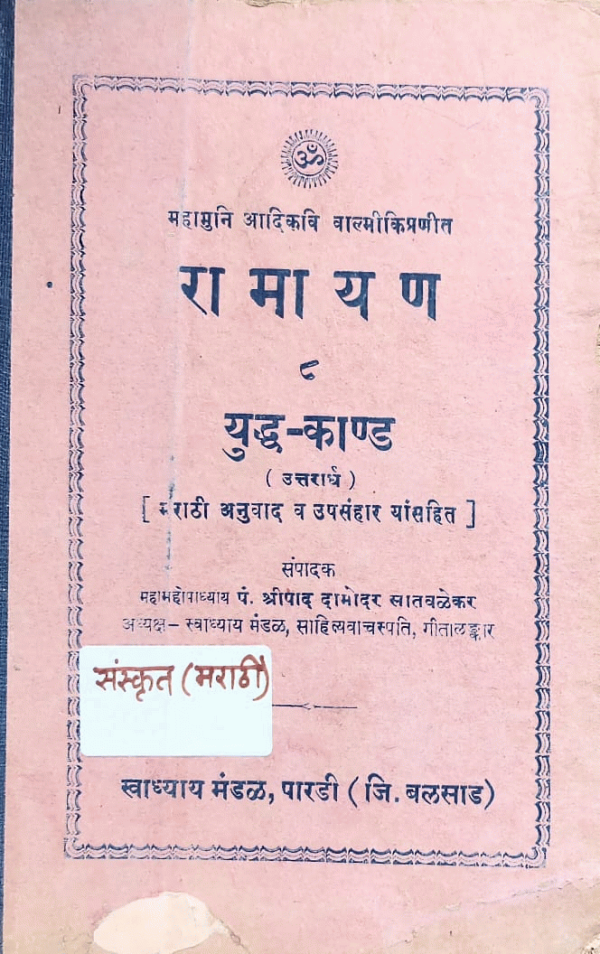 ॐ
महामुनि आदिकवि वाल्मीकिप्रणीत
रामायण
८
युद्ध-काण्ड
( उत्तरार्ध )
[ मराठी अनुवाद व उपसंहार यांसहित ]
संपादक
महामहोपाध्याय पं. श्रीपाद दामोदर सातवळेकर
अध्यक्ष- स्वाध्याय मंडळ, साहित्यवाचस्पति, गीतालङ्कार
संस्कृत (मराठी)
स्वाध्याय मंडळ, पारडी ( जि. बलसाड )